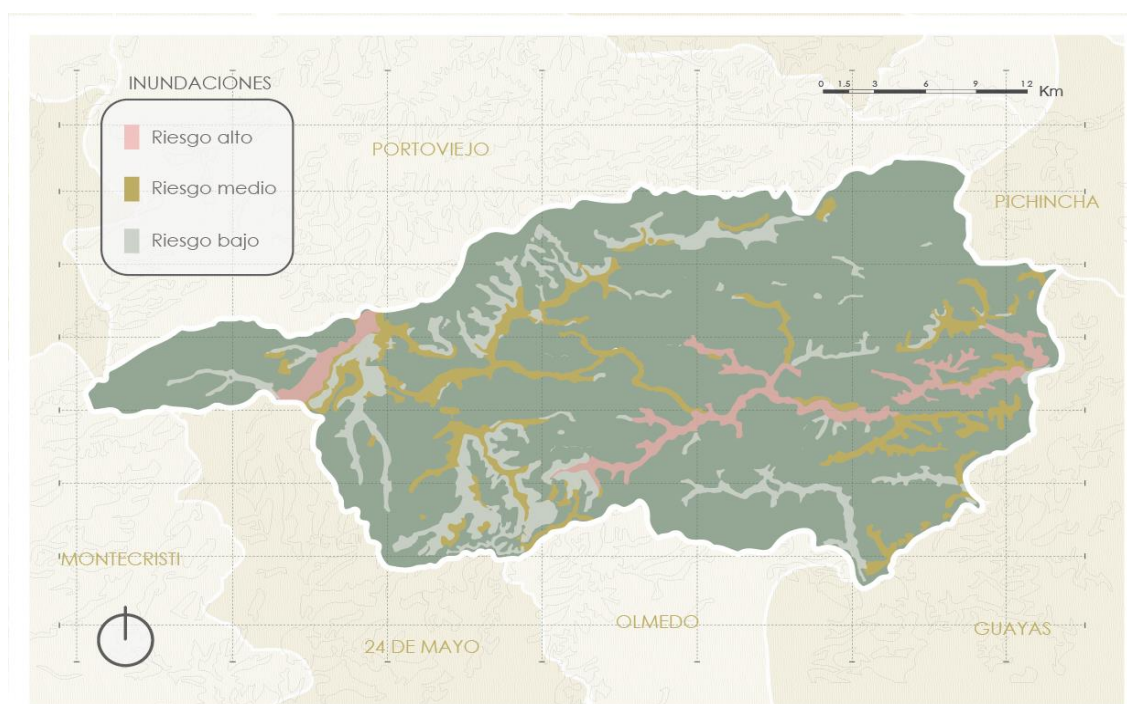 INUNDACIONES
Riesgo alto
Riesgo medio
Riesgo bajo
0 1.5 3 6 9 12 Km
PORTOVIEJO
PICHINCHA
MONTECRISTI
24 DE MAYO
OLMEDO
GUAYAS